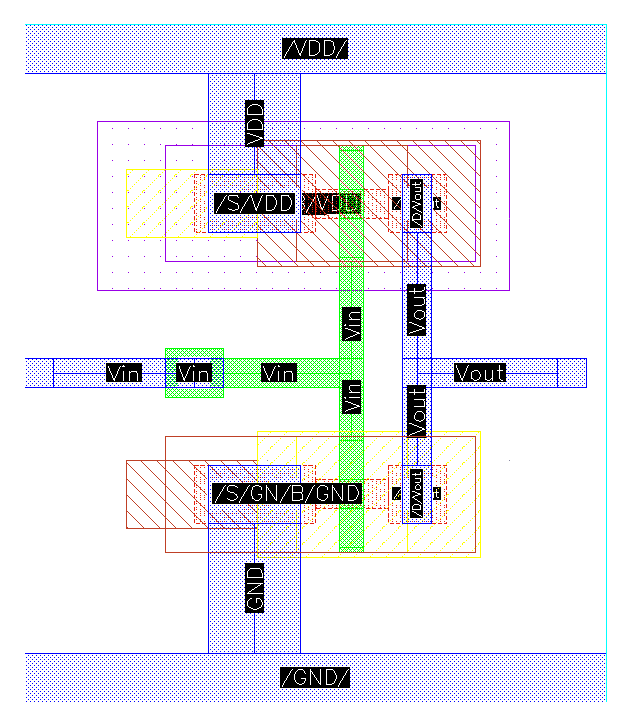 /VDD/
VDD
/S/VDD
/VDD
/D/Vout
t
Vin
Vout
Vin
Vin
Vin
Vout
Vin
Vout
/S/GN/B/GND
/D/Vout
t
GND
/GND/